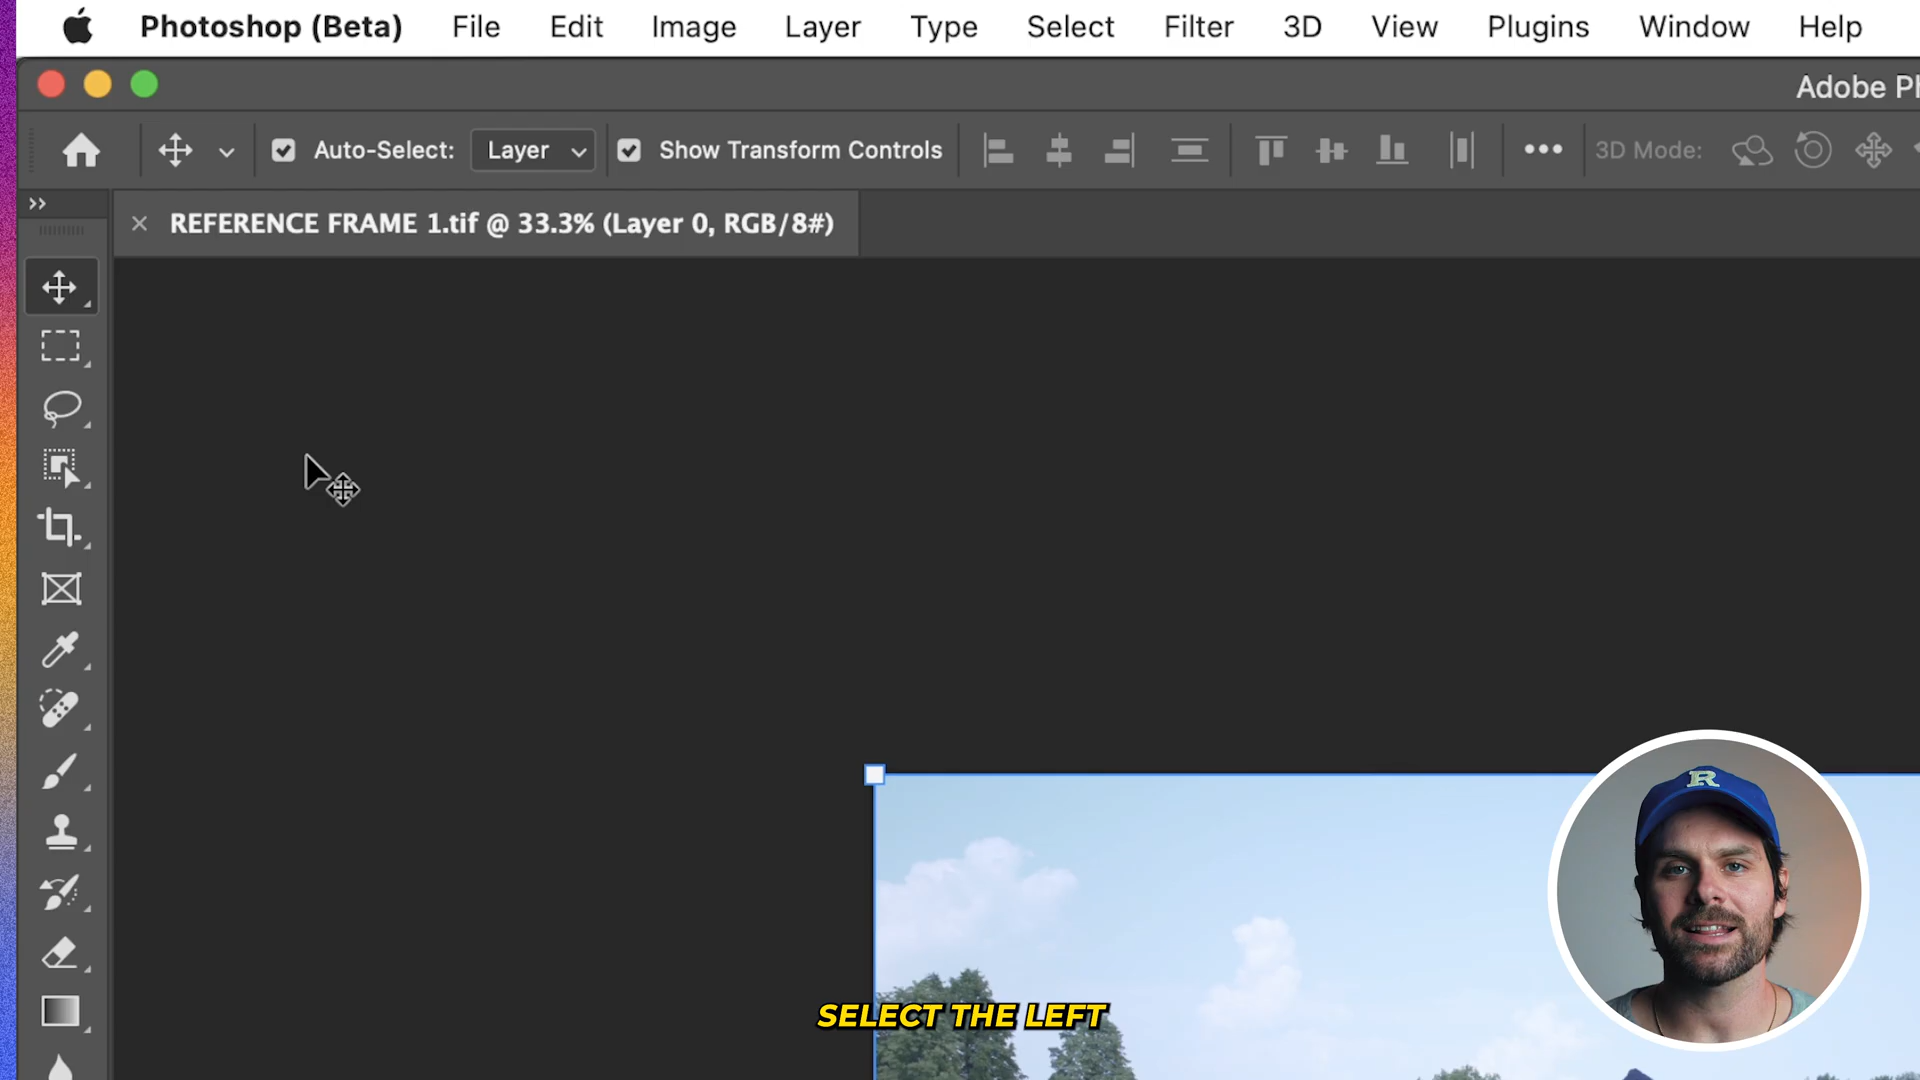 Photoshop (Beta) File Edit Image Layer Type Select Filter 3D View Plugins Window Help
Adobe Ph
Auto-Select: Layer Show Transform Controls 3D Mode:
REFERENCE FRAME 1.tif @ 33.3% (Layer 0, RGB/8#)
R
SELECT THE LEFT